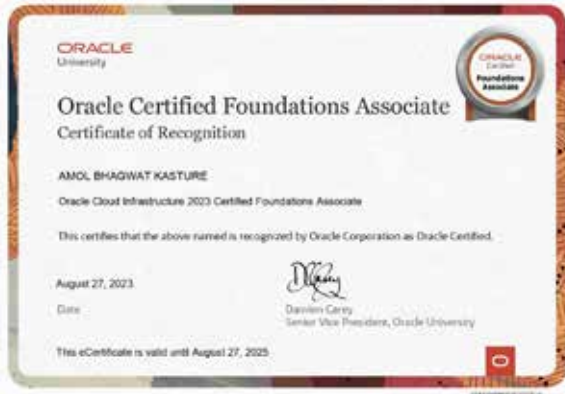 ORACLE
University
ORACLE
Certified
Foundations
Associate
Oracle Certified Foundations Associate
Certificate of Recognition
AMOL BHAGWAT KASTURE
Oracle Cloud Infrastructure 2023 Certified Foundations Associate
This certifies that the above named is recognized by Oracle Corporation as Oracle Certified.
August 27, 2023
Date
Damien Carey
Senior Vice President, Oracle University
This eCertificate is valid until August 27, 2025